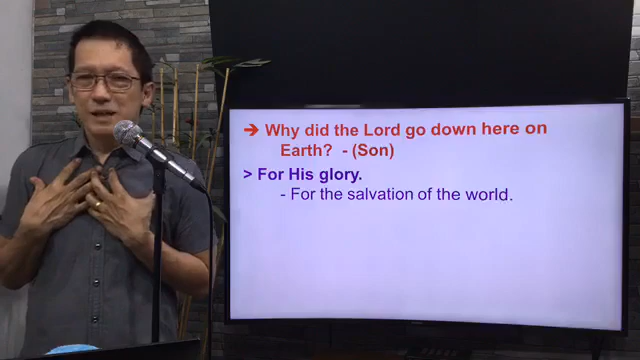 ➔ Why did the Lord go down here on
Earth? - (Son)
> For His glory.
- For the salvation of the world.